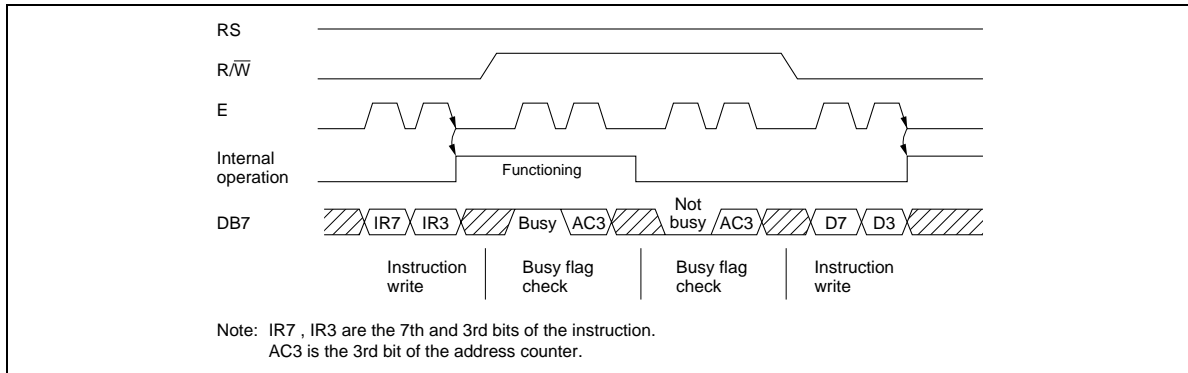 RS
R/W̅
E
Internal
operation
Functioning
DB7
IR7 IR3 Busy AC3 Not
busy AC3 D7 D3
Instruction
write
Busy flag
check
Busy flag
check
Instruction
write
Note: IR7 , IR3 are the 7th and 3rd bits of the instruction.
AC3 is the 3rd bit of the address counter.